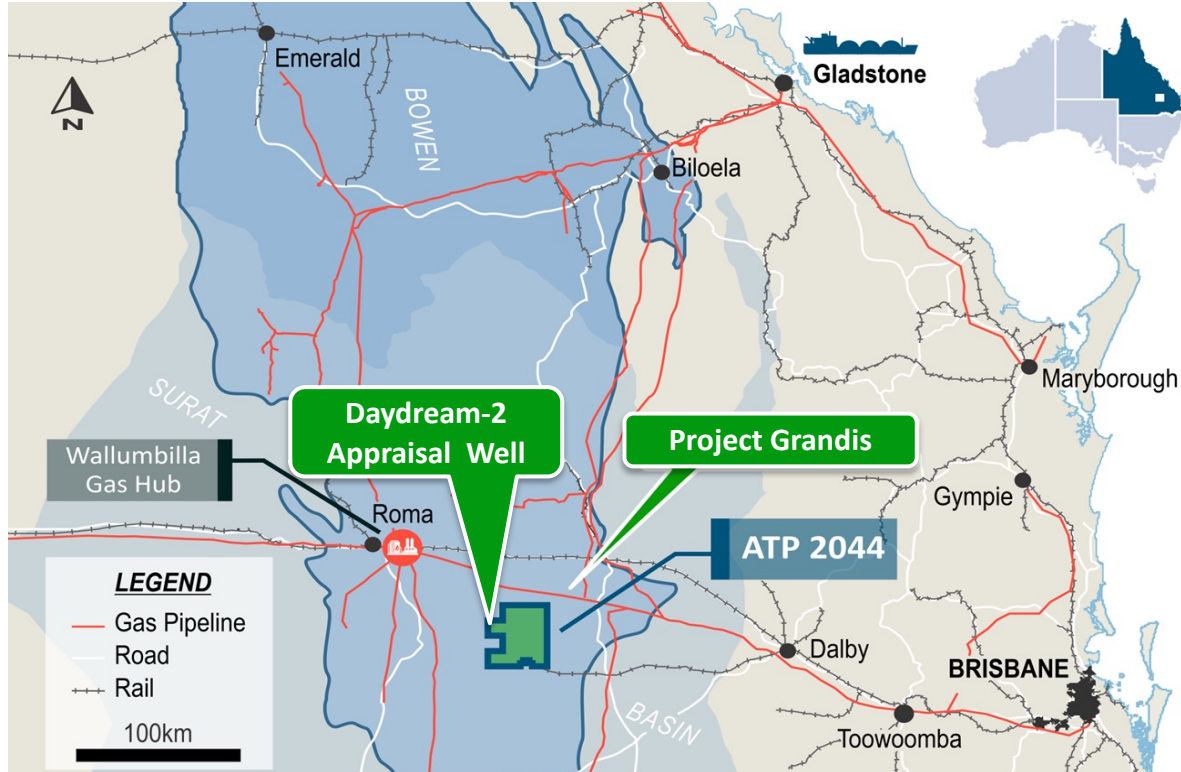 Emerald
Gladstone
N
BOWEN
Biloela
Maryborough
SURAT
Daydream-2
Appraisal Well
Project Grandis
Wallumbilla
Gas Hub
Gympie
Roma
ATP 2044
LEGEND
Gas Pipeline
Road
Rail
100km
Dalby
BRISBANE
BASIN
Toowoomba